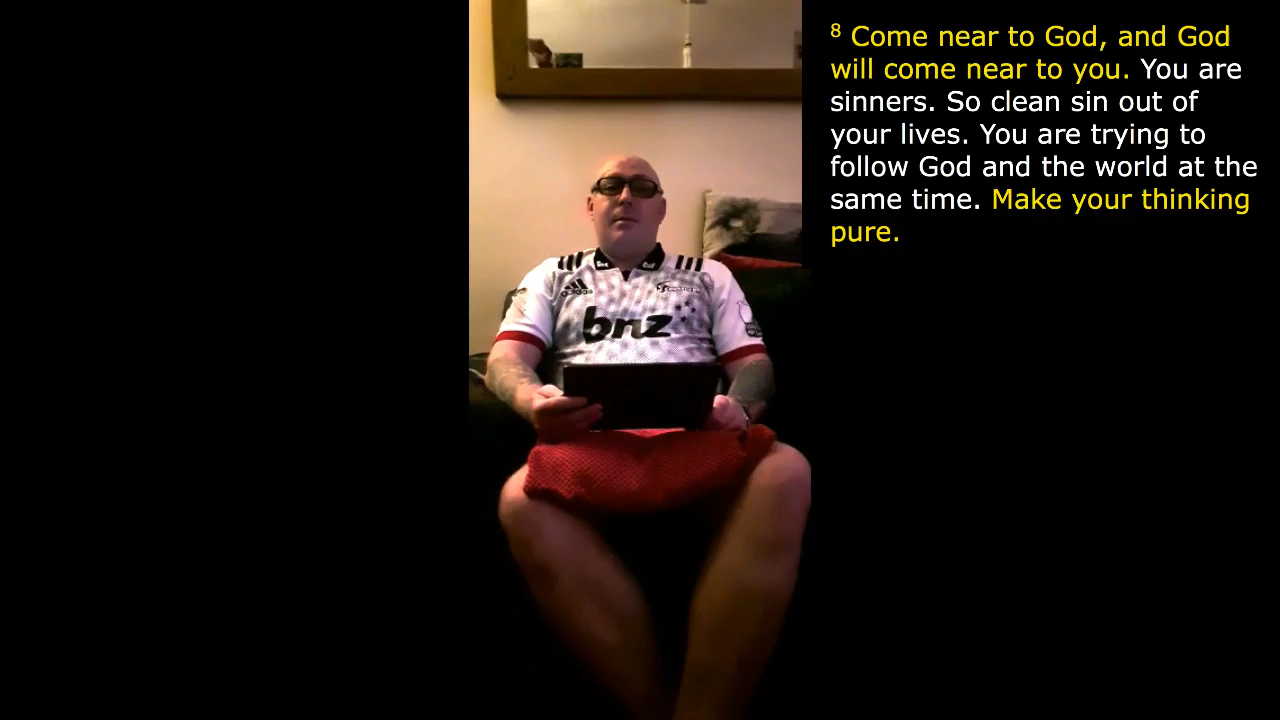 ⁸ Come near to God, and God
will come near to you. You are
sinners. So clean sin out of
your lives. You are trying to
follow God and the world at the
same time. Make your thinking
pure.
adidas
bnz